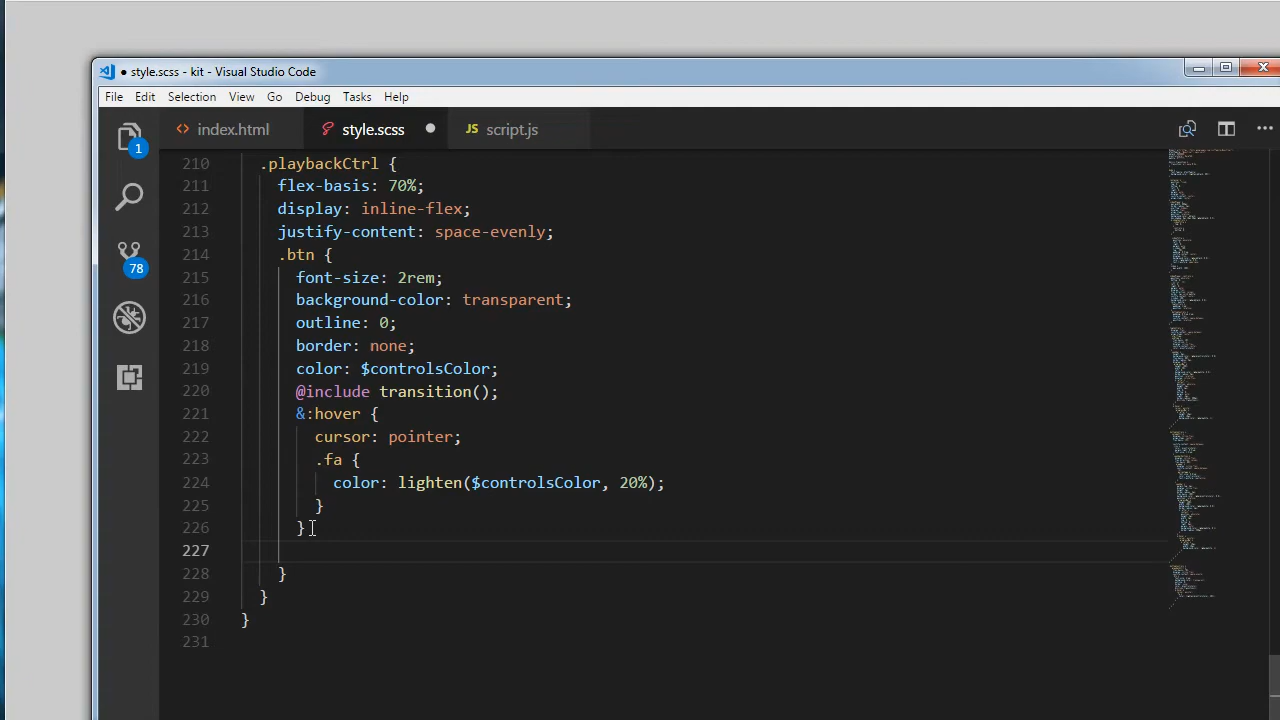 ● style.scss - kit - Visual Studio Code
File Edit Selection View Go Debug Tasks Help
index.html style.scss JS script.js
1
78
210 .playbackCtrl {
211 flex-basis: 70%;
212 display: inline-flex;
213 justify-content: space-evenly;
214 .btn {
215 font-size: 2rem;
216 background-color: transparent;
217 outline: 0;
218 border: none;
219 color: $controlsColor;
220 @include transition();
221 &:hover {
222 cursor: pointer;
223 .fa {
224 color: lighten($controlsColor, 20%);
225 }
226 }
227
228 }
229 }
230 }
231